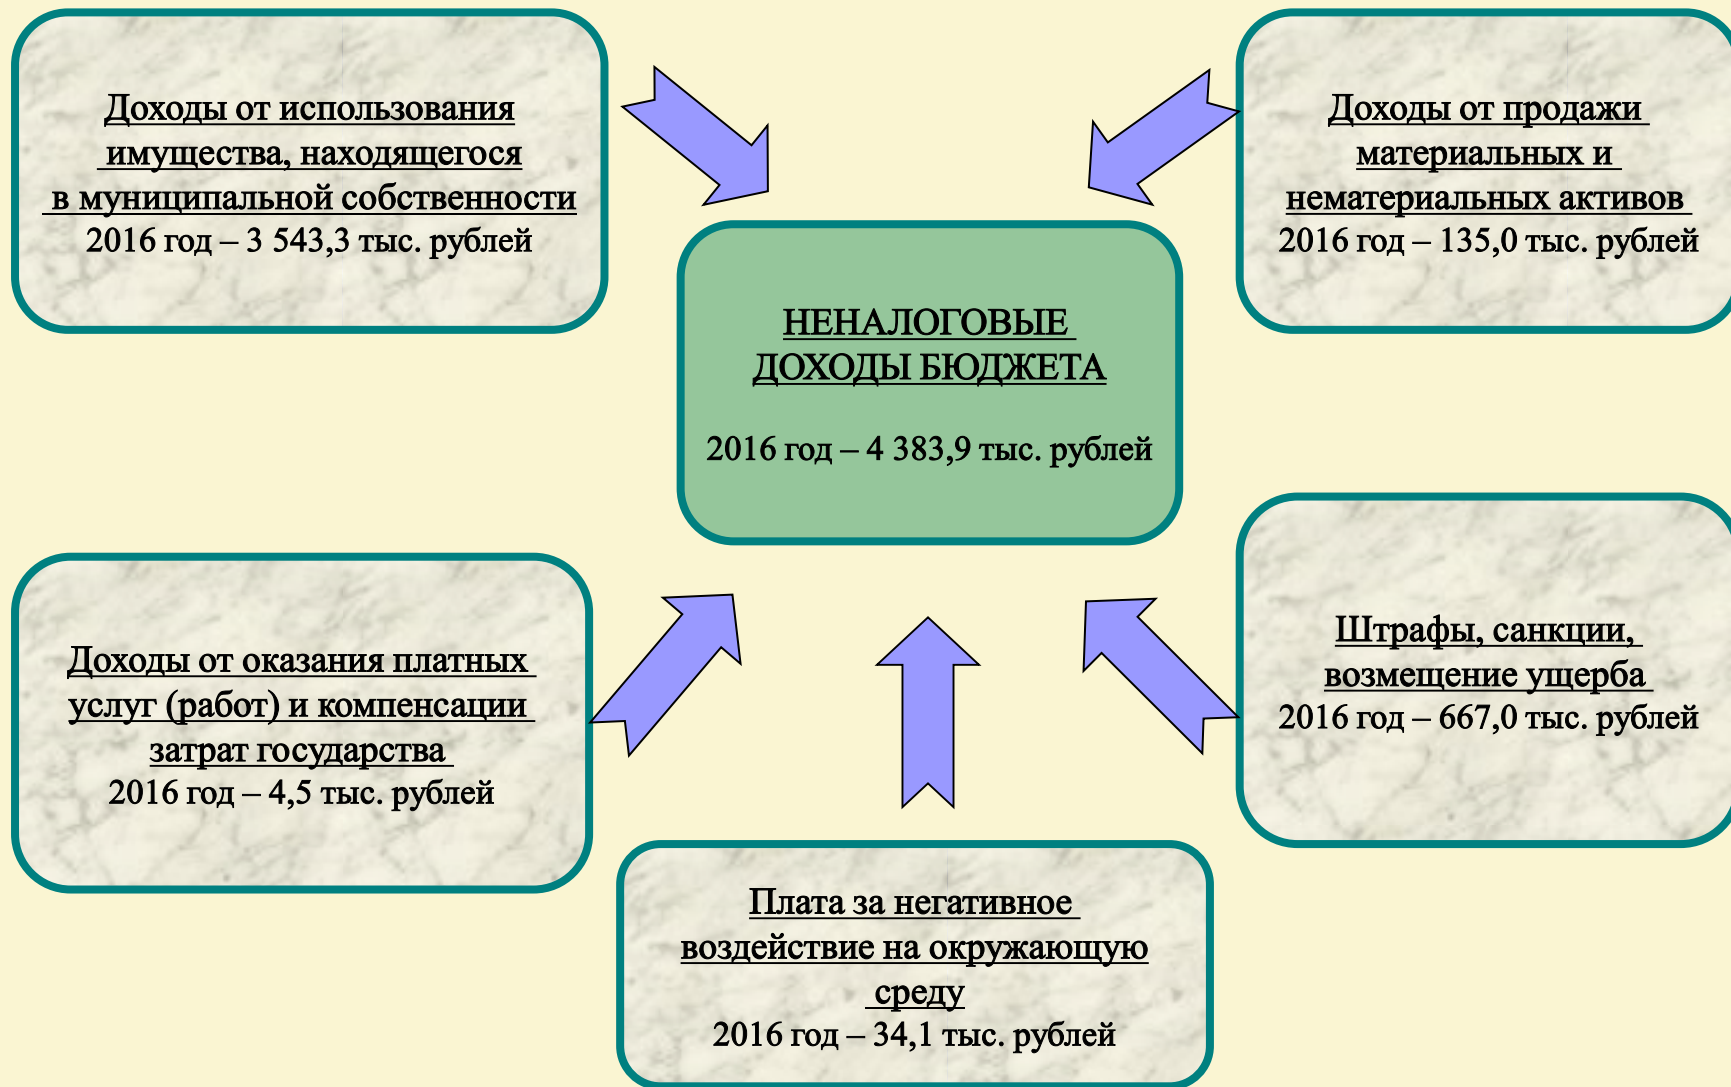 Доходы от использования
имущества, находящегося
в муниципальной собственности
2016 год – 3 543,3 тыс. рублей
Доходы от продажи
материальных и
нематериальных активов
2016 год – 135,0 тыс. рублей
НЕНАЛОГОВЫЕ
ДОХОДЫ БЮДЖЕТА
2016 год – 4 383,9 тыс. рублей
Доходы от оказания платных
услуг (работ) и компенсации
затрат государства
2016 год – 4,5 тыс. рублей
Штрафы, санкции,
возмещение ущерба
2016 год – 667,0 тыс. рублей
Плата за негативное
воздействие на окружающую
среду
2016 год – 34,1 тыс. рублей